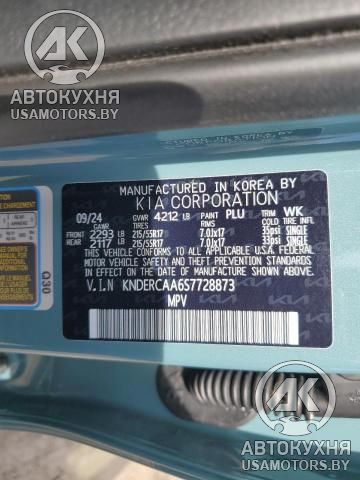 АВТОКУХНЯ
USAMOTORS.BY
АВТОКУХНЯ
USAMOTORS.BY
MANUFACTURED IN KOREA BY
KIA CORPORATION
09/24 GVWR 4212 LB PAINT PLU TRIM WK
TIRES RIMS COLD TIRE INFL
FRONT 2293 LB 215/55R17 7.0Jx17 35psi SINGLE
REAR 2117 LB 215/55R17 7.0Jx17 33psi SINGLE
THIS VEHICLE CONFORMS TO ALL APPLICABLE U.S.A. FEDERAL
MOTOR VEHICLE SAFETY AND THEFT PREVENTION STANDARDS
IN EFFECT ON THE DATE OF MANUFACTURE SHOWN ABOVE.
V.I.N KNDERCAA6S7728873
MPV
Q30
АВТОКУХНЯ
USAMOTORS.BY